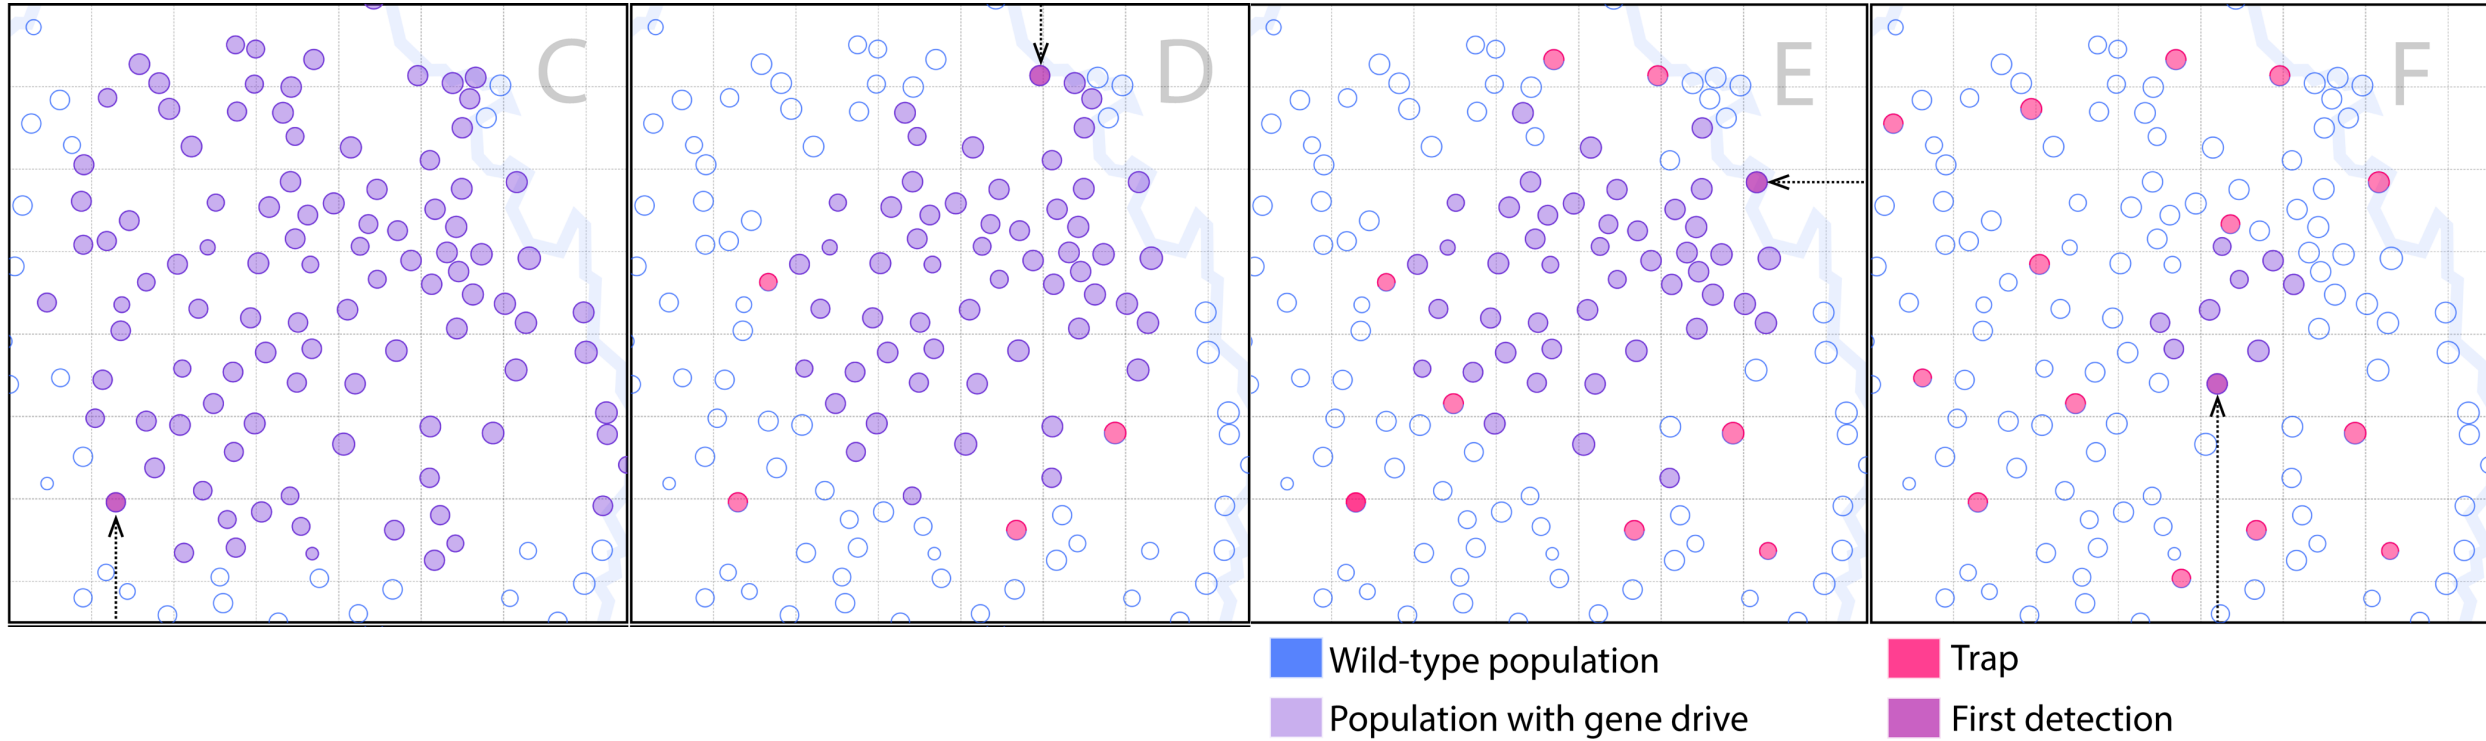 C
D
E
F
Wild-type population
Trap
Population with gene drive
First detection